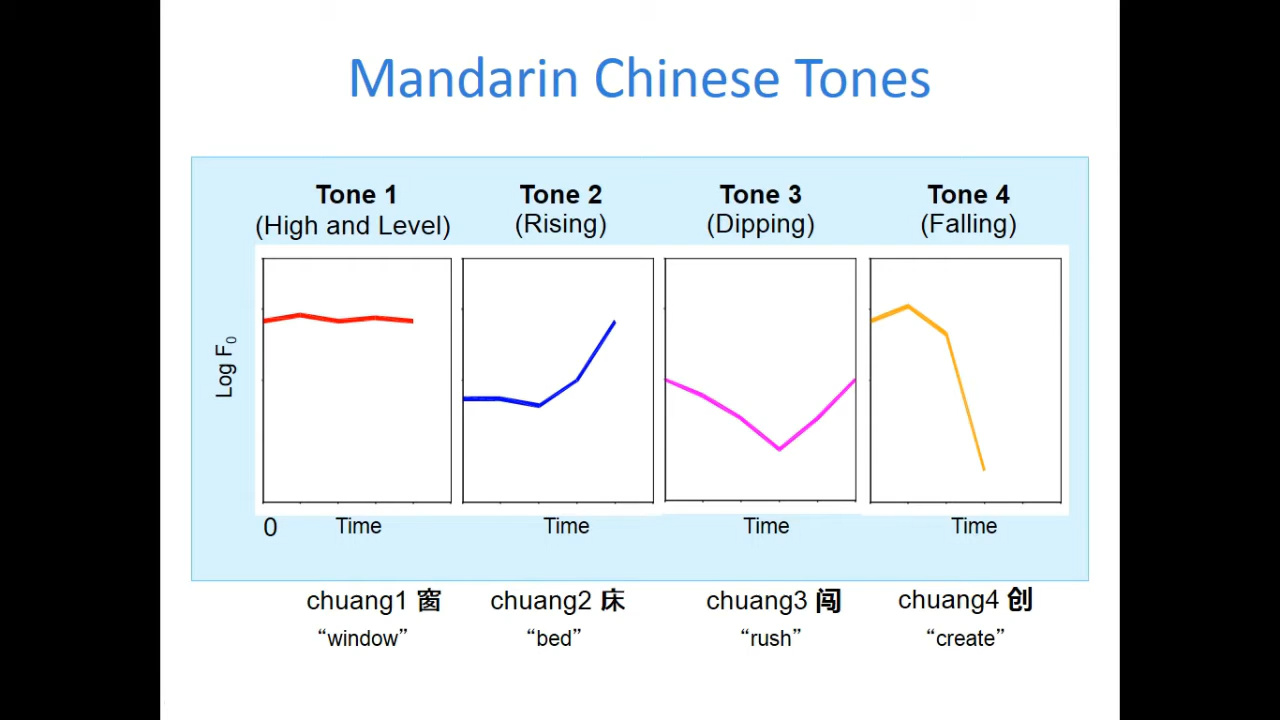 Mandarin Chinese Tones
Tone 1
(High and Level)
Tone 2
(Rising)
Tone 3
(Dipping)
Tone 4
(Falling)
Log F0
0
Time
Time
Time
Time
chuang1 窗
“window”
chuang2 床
“bed”
chuang3 闯
“rush”
chuang4 创
“create”